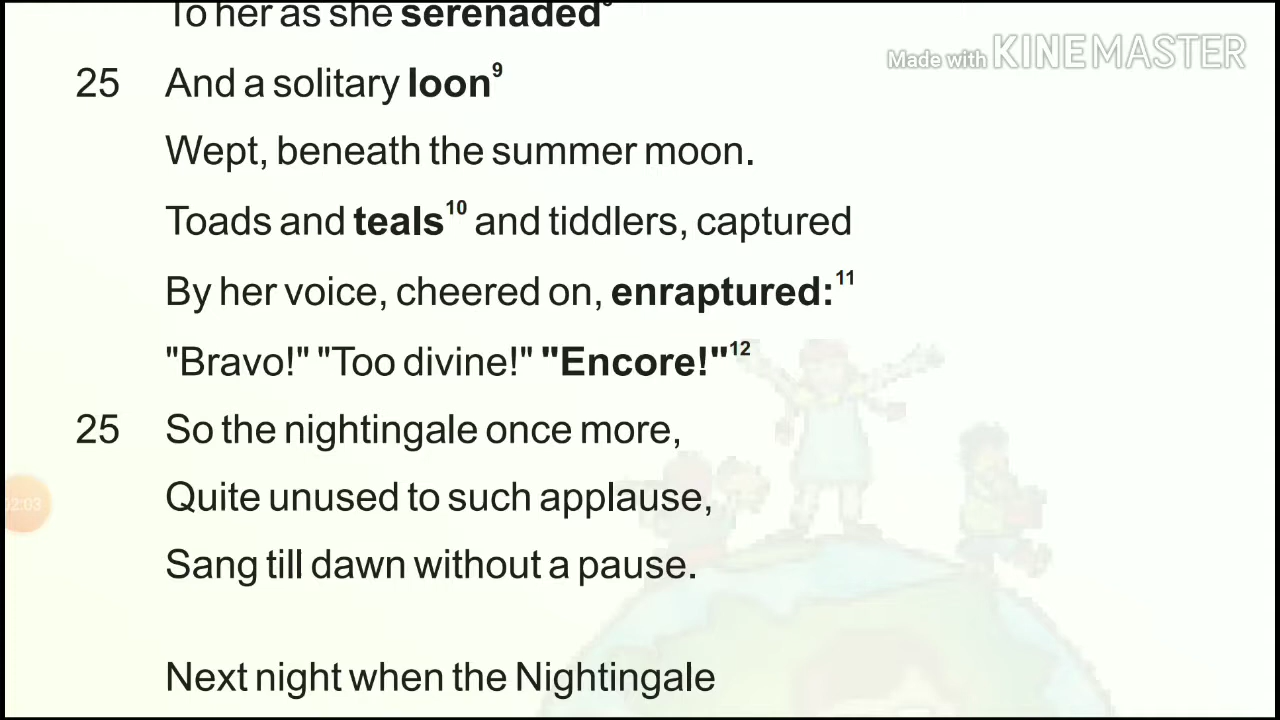 To her as she serenaded
Made with KINEMASTER
25 And a solitary loon9
Wept, beneath the summer moon.
Toads and teals10 and tiddlers, captured
By her voice, cheered on, enraptured:11
"Bravo!" "Too divine!" "Encore!"12
25 So the nightingale once more,
Quite unused to such applause,
02:03
Sang till dawn without a pause.
Next night when the Nightingale